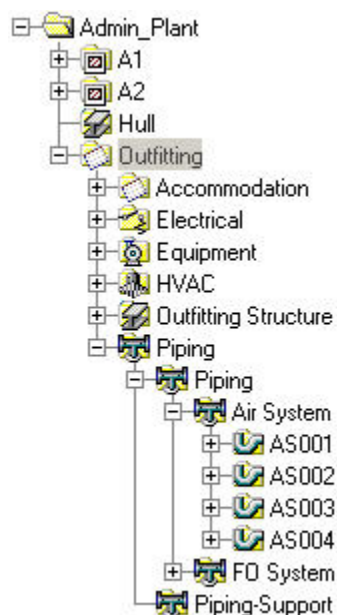 Admin_Plant
A1
A2
Hull
Outfitting
Accommodation
Electrical
Equipment
HVAC
Outfitting Structure
Piping
Piping
Air System
AS001
AS002
AS003
AS004
FO System
Piping-Support